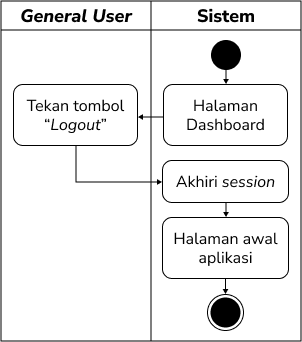 General User
Sistem
Halaman
Dashboard
Tekan tombol
“Logout”
Akhiri session
Halaman awal
aplikasi